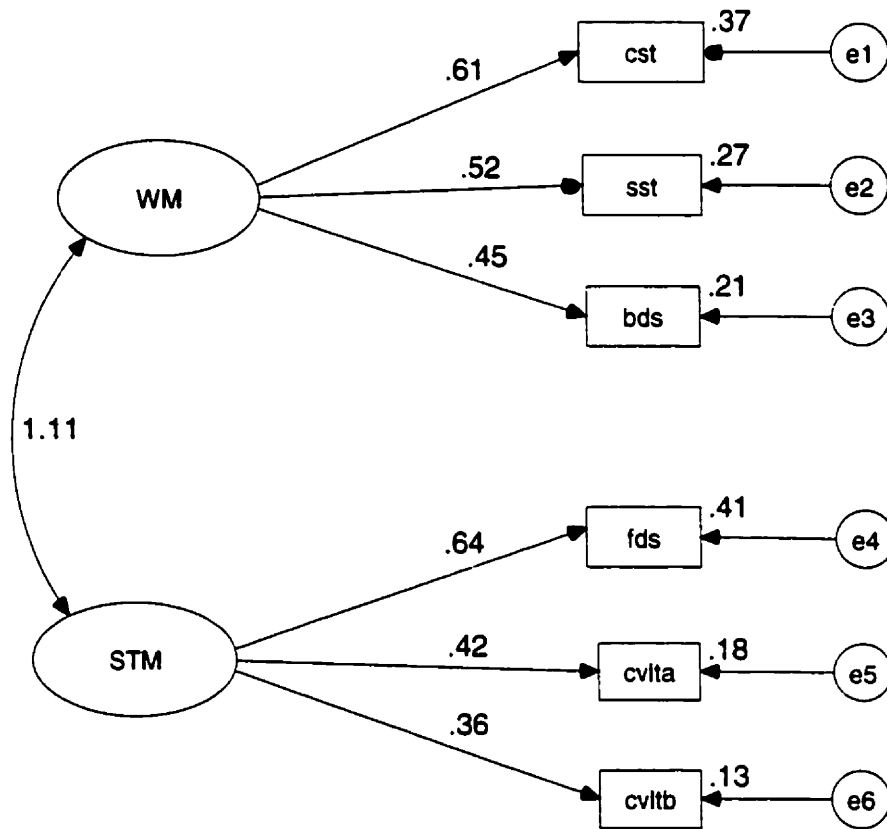 .37
cst
e1
.61
.27
.52
sst
e2
WM
.45
.21
bds
e3
1.11
.41
fds
e4
.64
.42
.18
cvlta
e5
STM
.36
.13
cvltb
e6